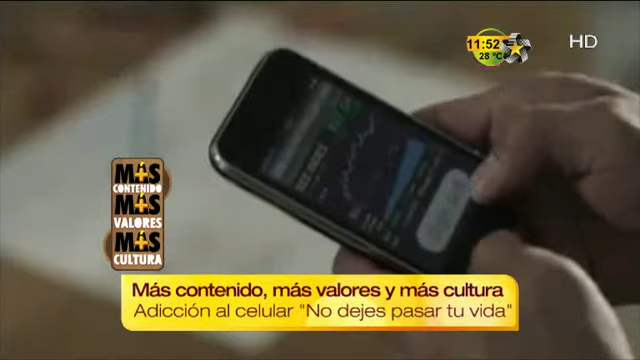 11:52
28 °C
HD
MÁS
CONTENIDO
MÁS
VALORES
MÁS
CULTURA
Más contenido, más valores y más cultura
Adicción al celular "No dejes pasar tu vida"